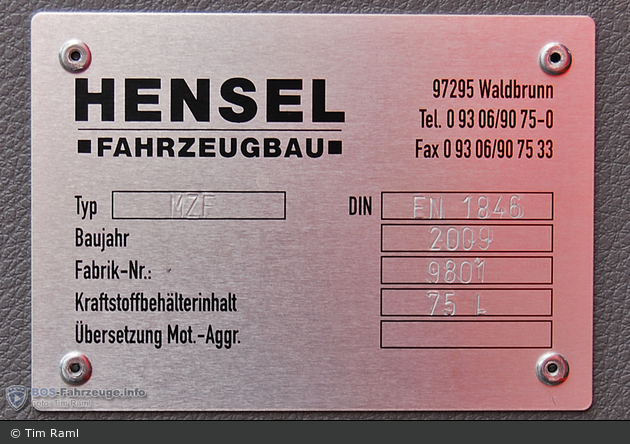 HENSEL
FAHRZEUGBAU
97295 Waldbrunn
Tel. 0 93 06/90 75-0
Fax 0 93 06/90 75 33
Typ MZF DIN EN 1846
Baujahr 2009
Fabrik-Nr.: 9801
Kraftstoffbehälterinhalt 75 L
Übersetzung Mot.-Aggr.
BOS-Fahrzeuge.info
© Tim Raml